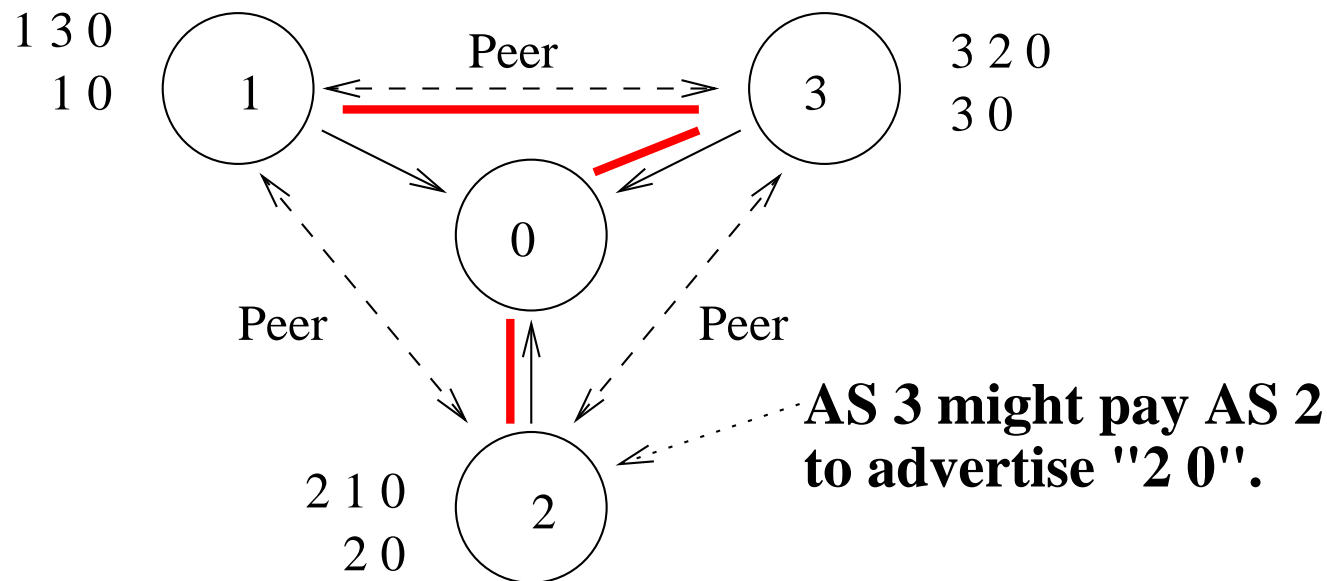 1 3 0
1 0
1
Peer
3
3 2 0
3 0
0
Peer
Peer
AS 3 might pay AS 2
to advertise "2 0".
2 1 0
2 0
2